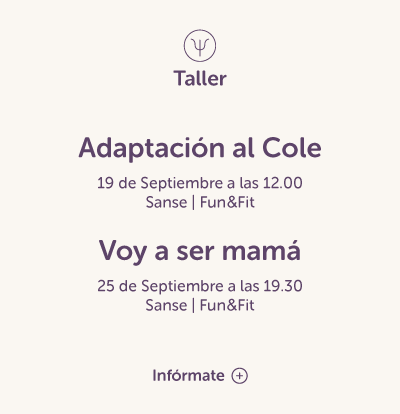 Taller
Adaptación al Cole
19 de Septiembre a las 12.00
Sanse | Fun&Fit
Voy a ser mamá
25 de Septiembre a las 19.30
Sanse | Fun&Fit
Infórmate